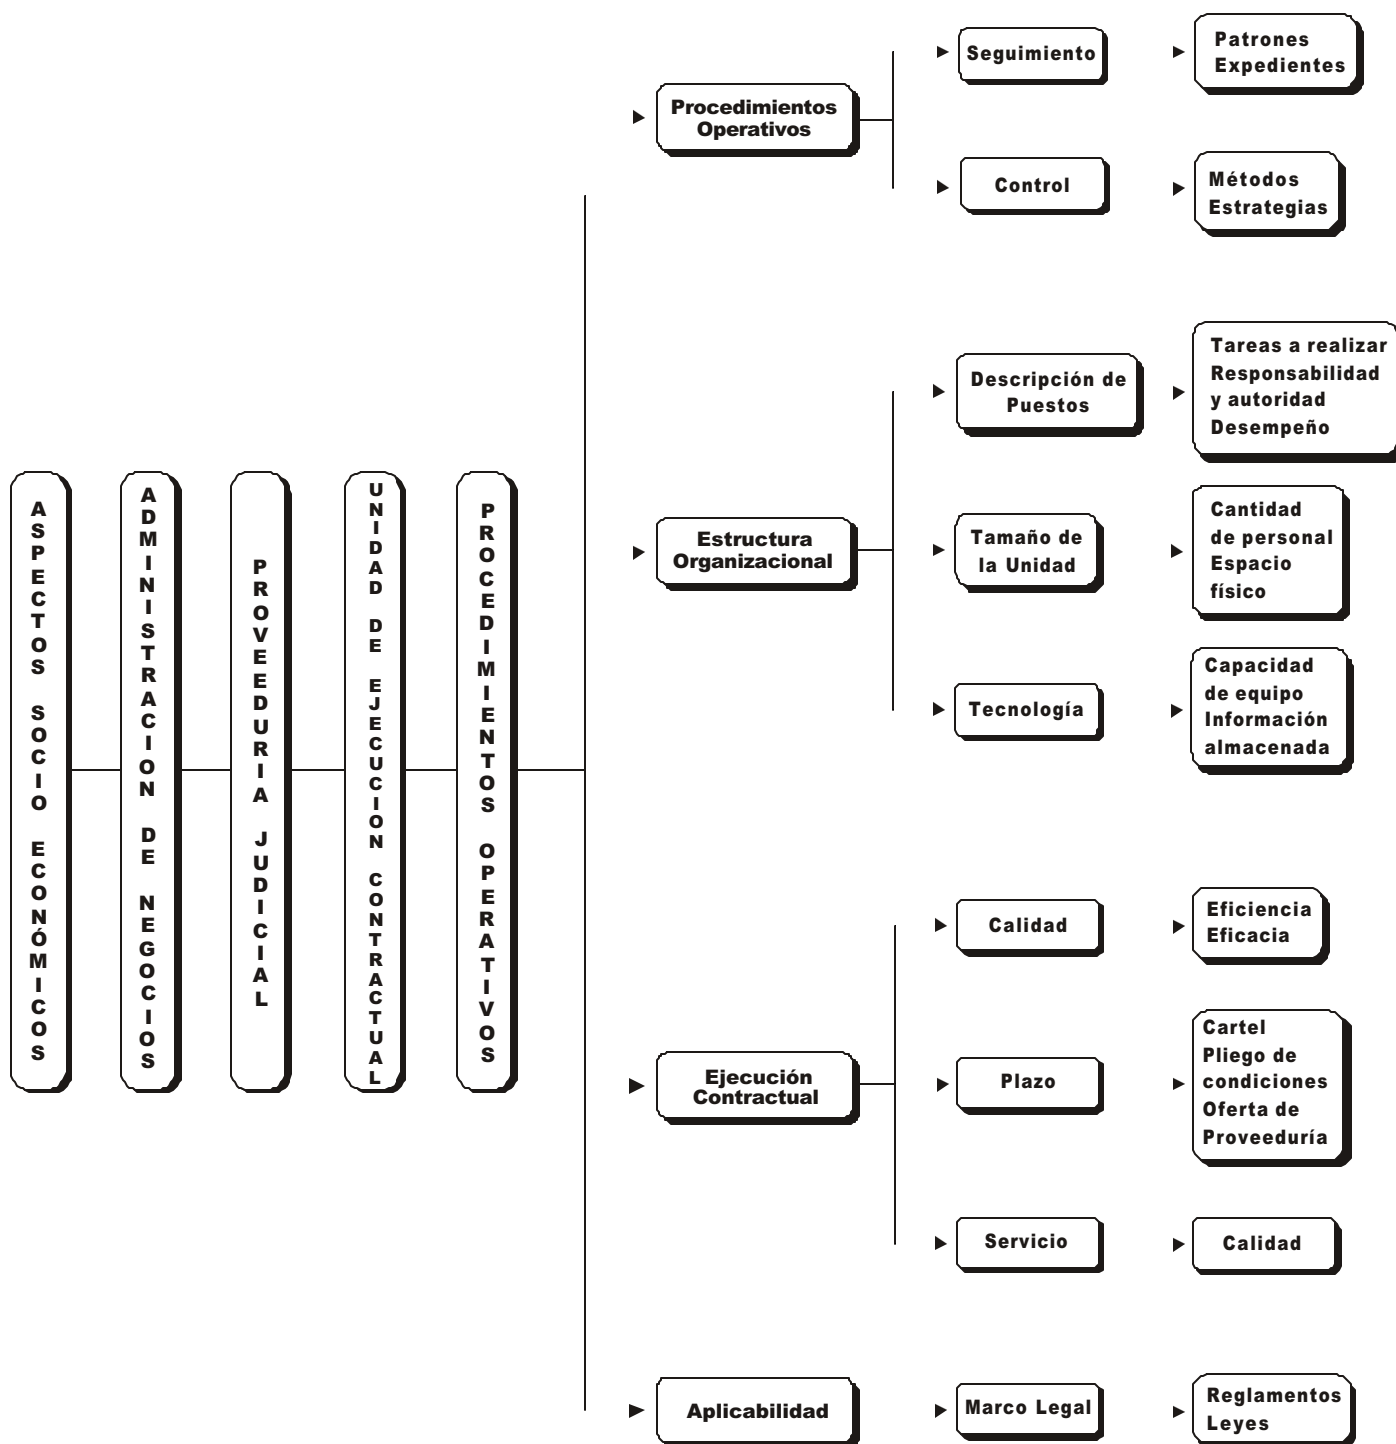 ASPECTOS SOCIO ECONÓMICOS
ADMINISTRACION DE NEGOCIOS
PROVEEDURIA JUDICIAL
UNIDAD DE EJECUCION CONTRACTUAL
PROCEDIMIENTOS OPERATIVOS
Procedimientos
Operativos
Seguimiento
Patrones
Expedientes
Control
Métodos
Estrategias
Estructura
Organizacional
Descripción de
Puestos
Tareas a realizar
Responsabilidad
y autoridad
Desempeño
Tamaño de
la Unidad
Cantidad
de personal
Espacio
físico
Tecnología
Capacidad
de equipo
Información
almacenada
Ejecución
Contractual
Calidad
Eficiencia
Eficacia
Plazo
Cartel
Pliego de
condiciones
Oferta de
Proveeduría
Servicio
Calidad
Aplicabilidad
Marco Legal
Reglamentos
Leyes